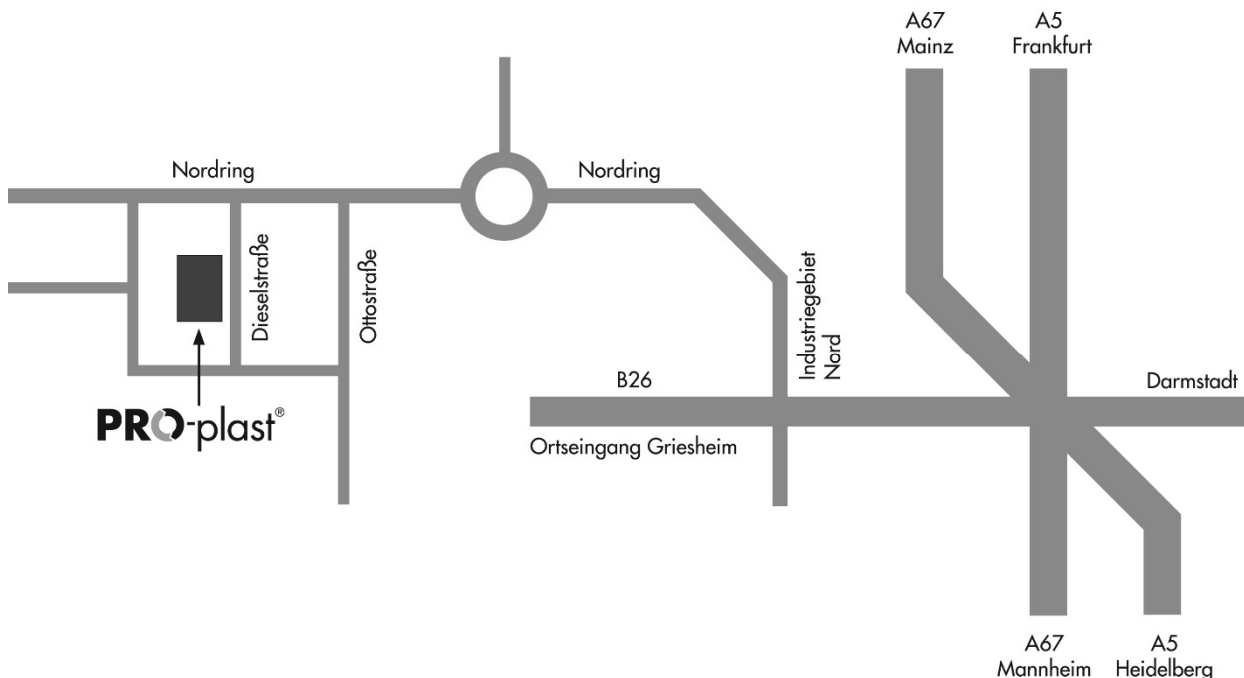 A67
Mainz
A5
Frankfurt
Nordring
Nordring
Dieselstraße
Ottostraße
Industriegebiet
Nord
B26
Darmstadt
PRO-plast®
Ortseingang Griesheim
A67
Mannheim
A5
Heidelberg